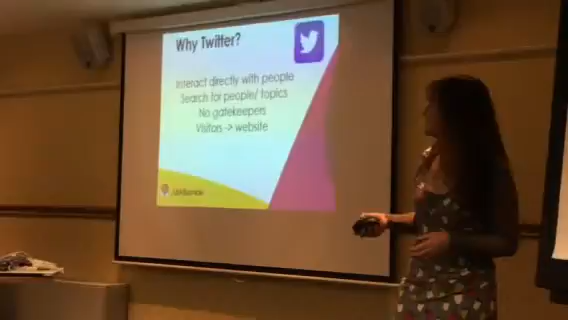 Why Twitter?
Interact directly with people
Search for people/ topics
No gatekeepers
Visitors -> website